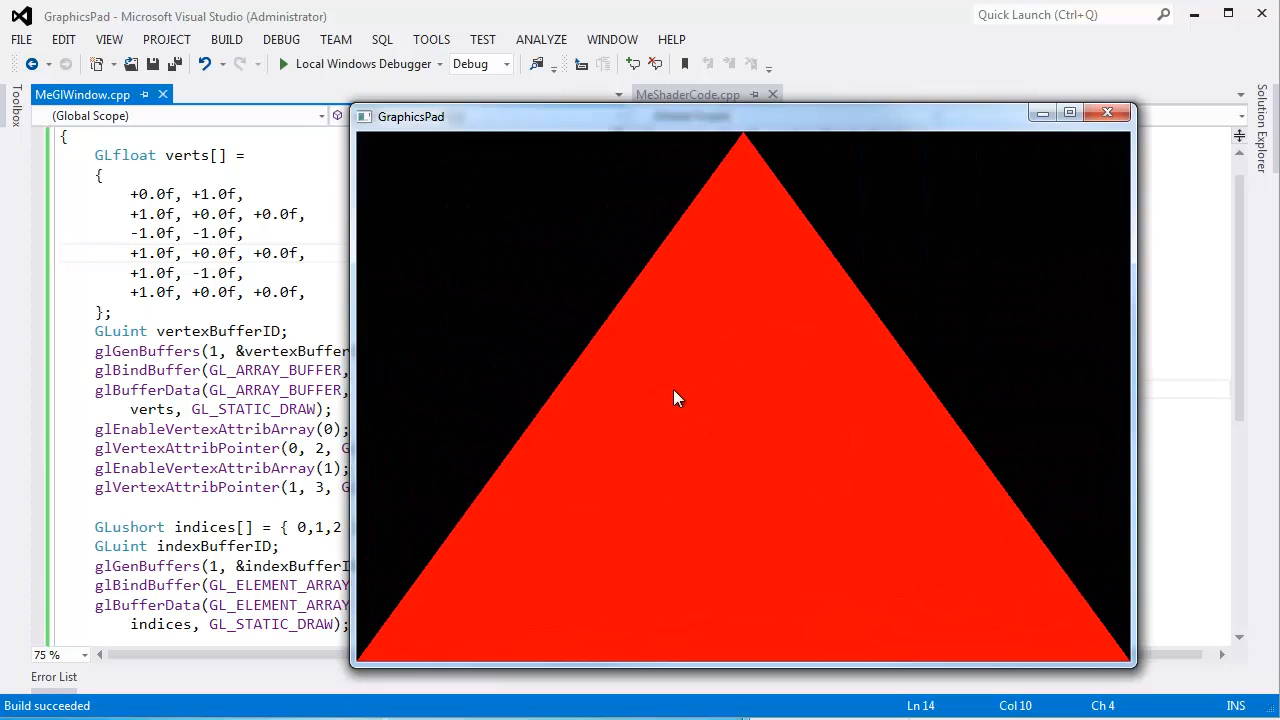 GraphicsPad - Microsoft Visual Studio (Administrator)
Quick Launch (Ctrl+Q)
FILE EDIT VIEW PROJECT BUILD DEBUG TEAM SQL TOOLS TEST ANALYZE WINDOW HELP
Local Windows Debugger Debug
MeGlWindow.cpp
MeShaderCode.cpp
Toolbox
Solution Explorer
(Global Scope)
GraphicsPad
{
GLfloat verts[] =
{
+0.0f, +1.0f,
+1.0f, +0.0f, +0.0f,
-1.0f, -1.0f,
+1.0f, +0.0f, +0.0f,
+1.0f, -1.0f,
+1.0f, +0.0f, +0.0f,
};
GLuint vertexBufferID;
glGenBuffers(1, &vertexBuffer
glBindBuffer(GL_ARRAY_BUFFER,
glBufferData(GL_ARRAY_BUFFER,
verts, GL_STATIC_DRAW);
glEnableVertexAttribArray(0);
glVertexAttribPointer(0, 2, G
glEnableVertexAttribArray(1);
glVertexAttribPointer(1, 3, G
GLushort indices[] = { 0,1,2
GLuint indexBufferID;
glGenBuffers(1, &indexBufferI
glBindBuffer(GL_ELEMENT_ARRAY
glBufferData(GL_ELEMENT_ARRAY
indices, GL_STATIC_DRAW);
75 %
Error List
Build succeeded
Ln 14 Col 10 Ch 4 INS